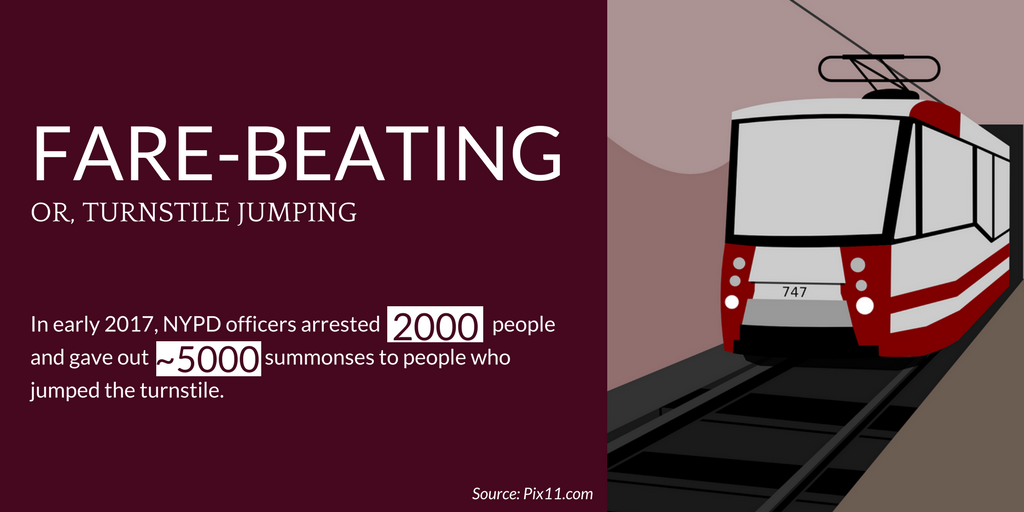 FARE-BEATING
OR, TURNSTILE JUMPING
In early 2017, NYPD officers arrested 2000 people
and gave out ~5000 summonses to people who
jumped the turnstile.
Source: Pix11.com
747